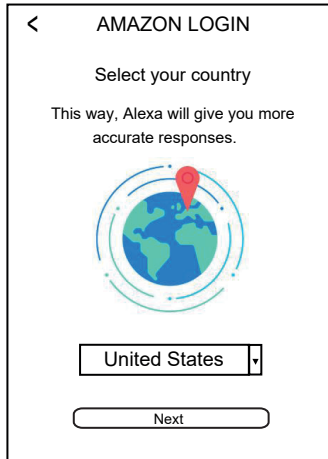 < AMAZON LOGIN
Select your country
This way, Alexa will give you more
accurate responses.
United States
Next